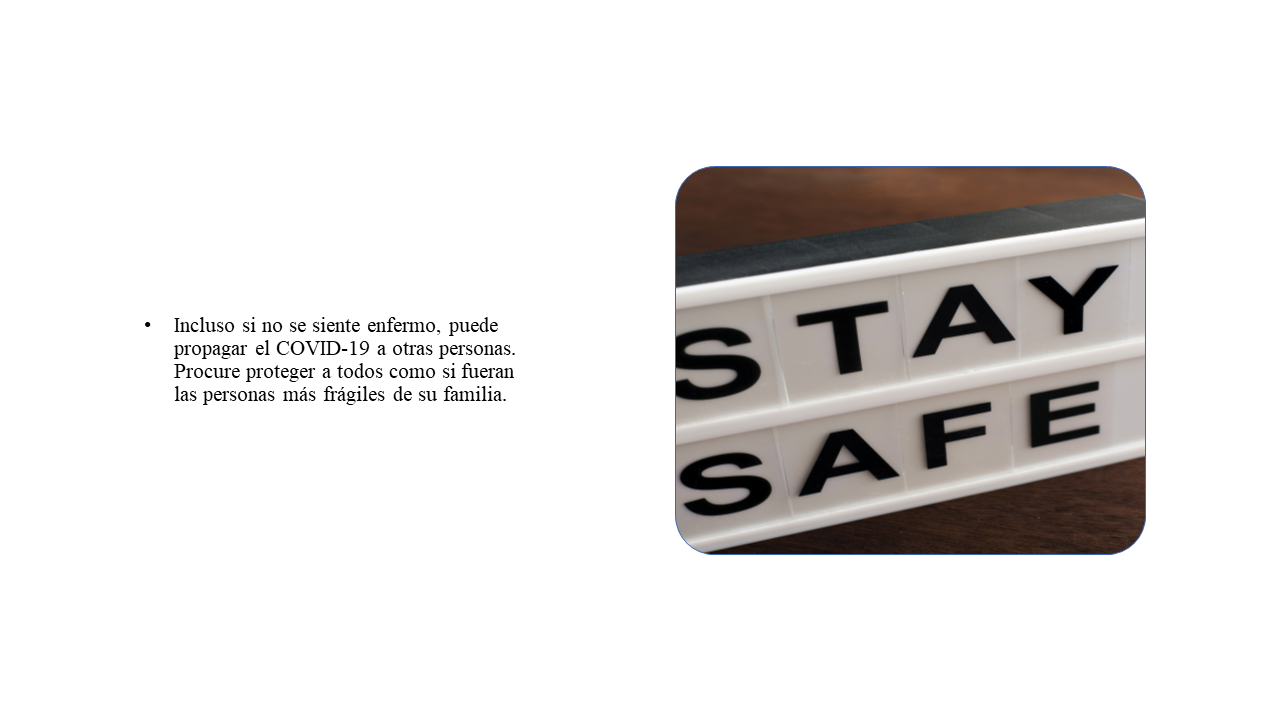 • Incluso si no se siente enfermo, puede
propagar el COVID-19 a otras personas.
Procure proteger a todos como si fueran
las personas más frágiles de su familia.
STAY
SAFE